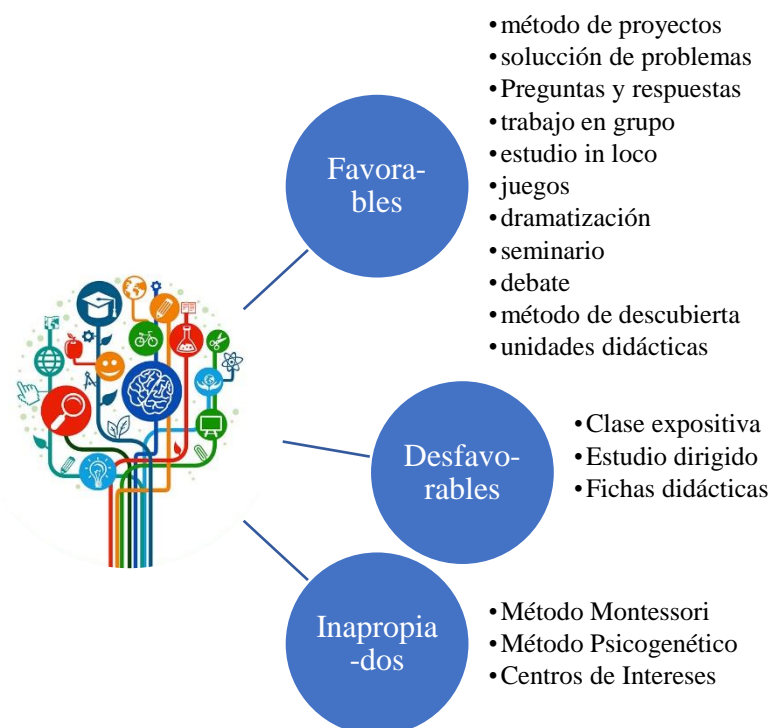 Favora-
bles
•método de proyectos
•soluccón de problemas
•Preguntas y respuestas
•trabajo en grupo
•estudio in loco
•juegos
•dramatización
•seminario
•debate
•método de descubierta
•unidades didácticas
Desfavo-
rables
•Clase expositiva
•Estudio dirigido
•Fichas didácticas
Inapropia
-dos
•Método Montessori
•Método Psicogenético
•Centros de Intereses